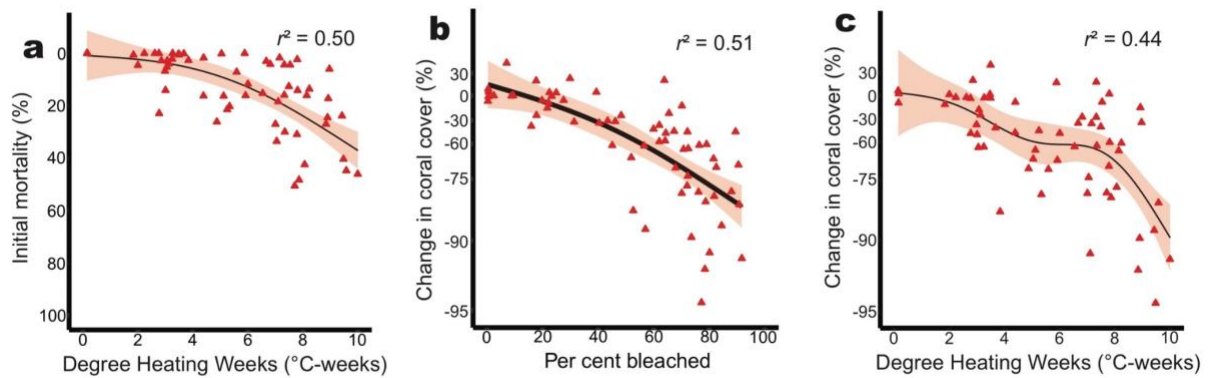 a
r² = 0.50
Initial mortality (%)
0
20
40
60
80
100
0 2 4 6 8 10
Degree Heating Weeks (°C-weeks)
b
r² = 0.51
Change in coral cover (%)
30
0
-30
-60
-75
-90
-95
0 20 40 60 80 100
Per cent bleached
c
r² = 0.44
Change in coral cover (%)
30
0
-30
-60
-75
-90
-95
0 2 4 6 8 10
Degree Heating Weeks (°C-weeks)